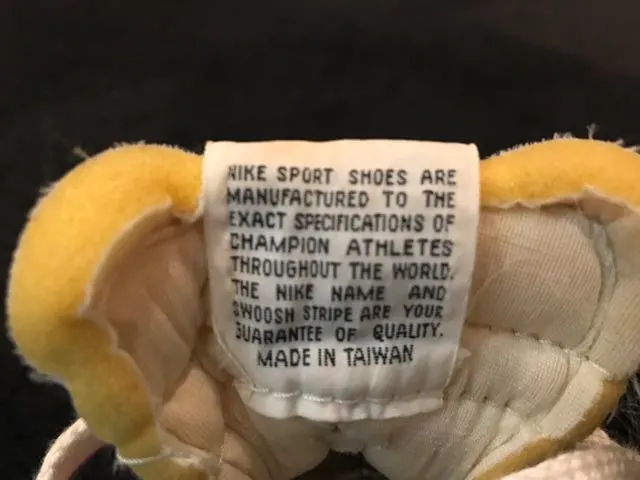 NIKE SPORT SHOES ARE
MANUFACTURED TO THE
EXACT SPECIFICATIONS OF
CHAMPION ATHLETES
THROUGHOUT THE WORLD.
THE NIKE NAME AND
SWOOSH STRIPE ARE YOUR
GUARANTEE OF QUALITY.
MADE IN TAIWAN